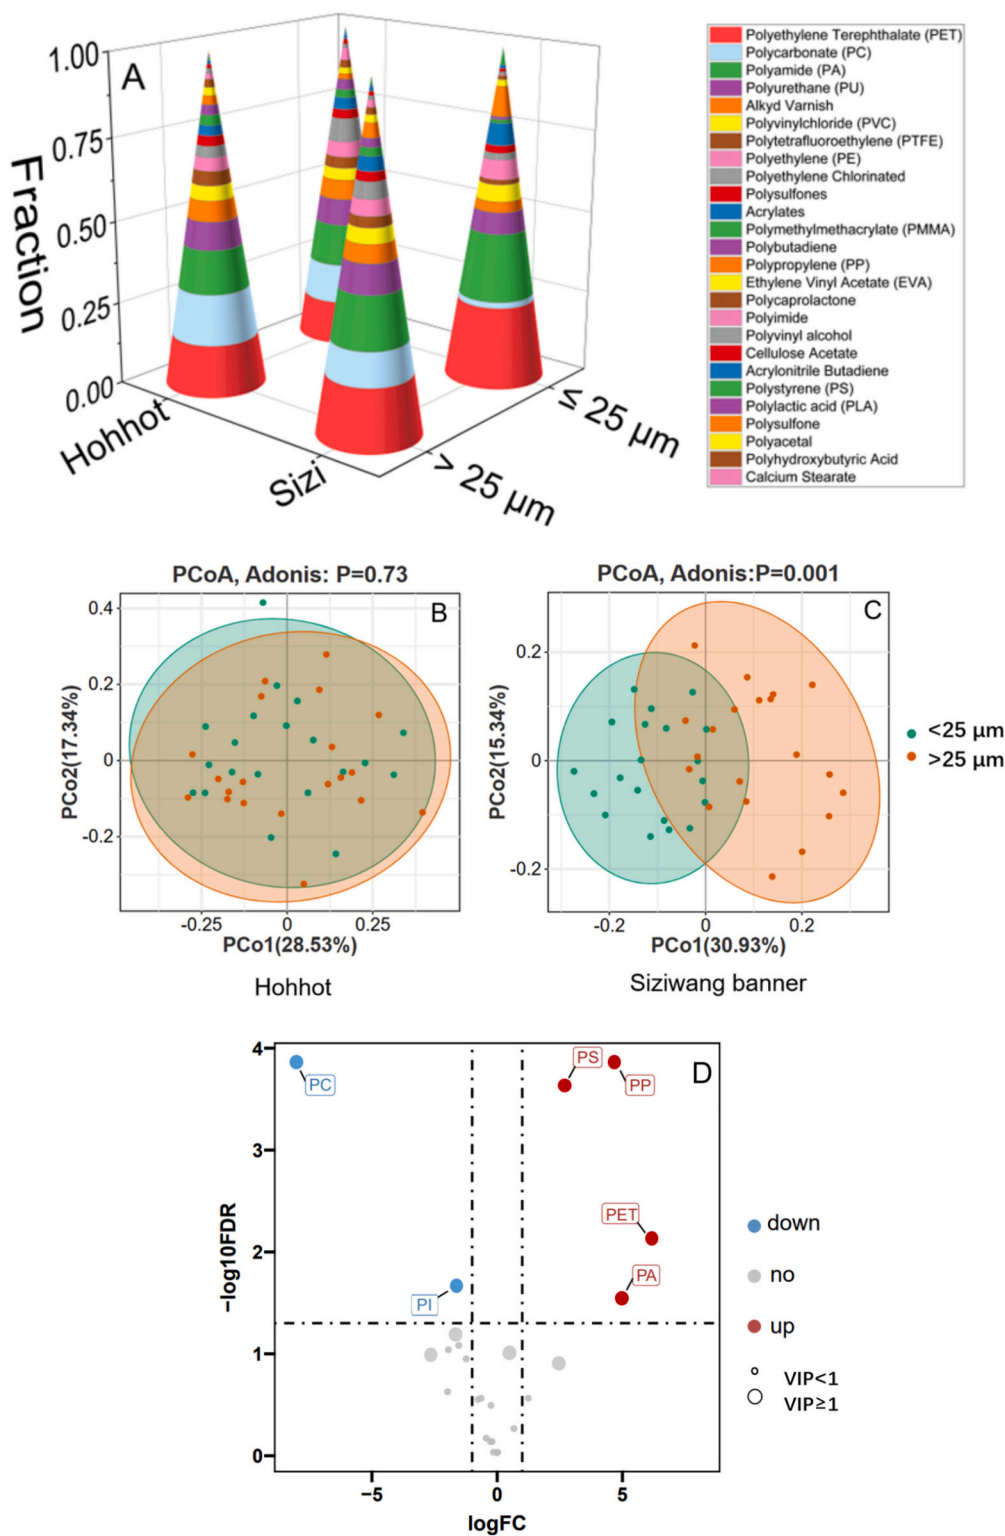 A
1.00
0.75
0.50
0.25
0.00
Fraction
Hohhot
Sizi
> 25 μm
≤ 25 μm
Polyethylene Terephthalate (PET)
Polycarbonate (PC)
Polyamide (PA)
Polyurethane (PU)
Alkyd Varnish
Polyvinylchloride (PVC)
Polytetrafluoroethylene (PTFE)
Polyethylene (PE)
Polyethylene Chlorinated
Polysulfones
Acrylates
Polymethylmethacrylate (PMMA)
Polybutadiene
Polypropylene (PP)
Ethylene Vinyl Acetate (EVA)
Polycaprolactone
Polyimide
Polyvinyl alcohol
Cellulose Acetate
Acrylonitrile Butadiene
Polystyrene (PS)
Polylactic acid (PLA)
Polysulfone
Polyacetal
Polyhydroxybutyric Acid
Calcium Stearate
PCoA, Adonis: P=0.73
B
0.4
0.2
0
-0.2
PCo2(17.34%)
-0.25
0
0.25
PCo1(28.53%)
Hohhot
PCoA, Adonis:P=0.001
C
0.2
0
-0.2
PCo2(15.34%)
-0.2
0
0.2
PCo1(30.93%)
Siziwang banner
<25 μm
>25 μm
D
4
3
2
1
0
−log10FDR
PC
PS
PP
PET
PA
PI
−5
0
5
logFC
down
no
up
VIP<1
VIP≥1